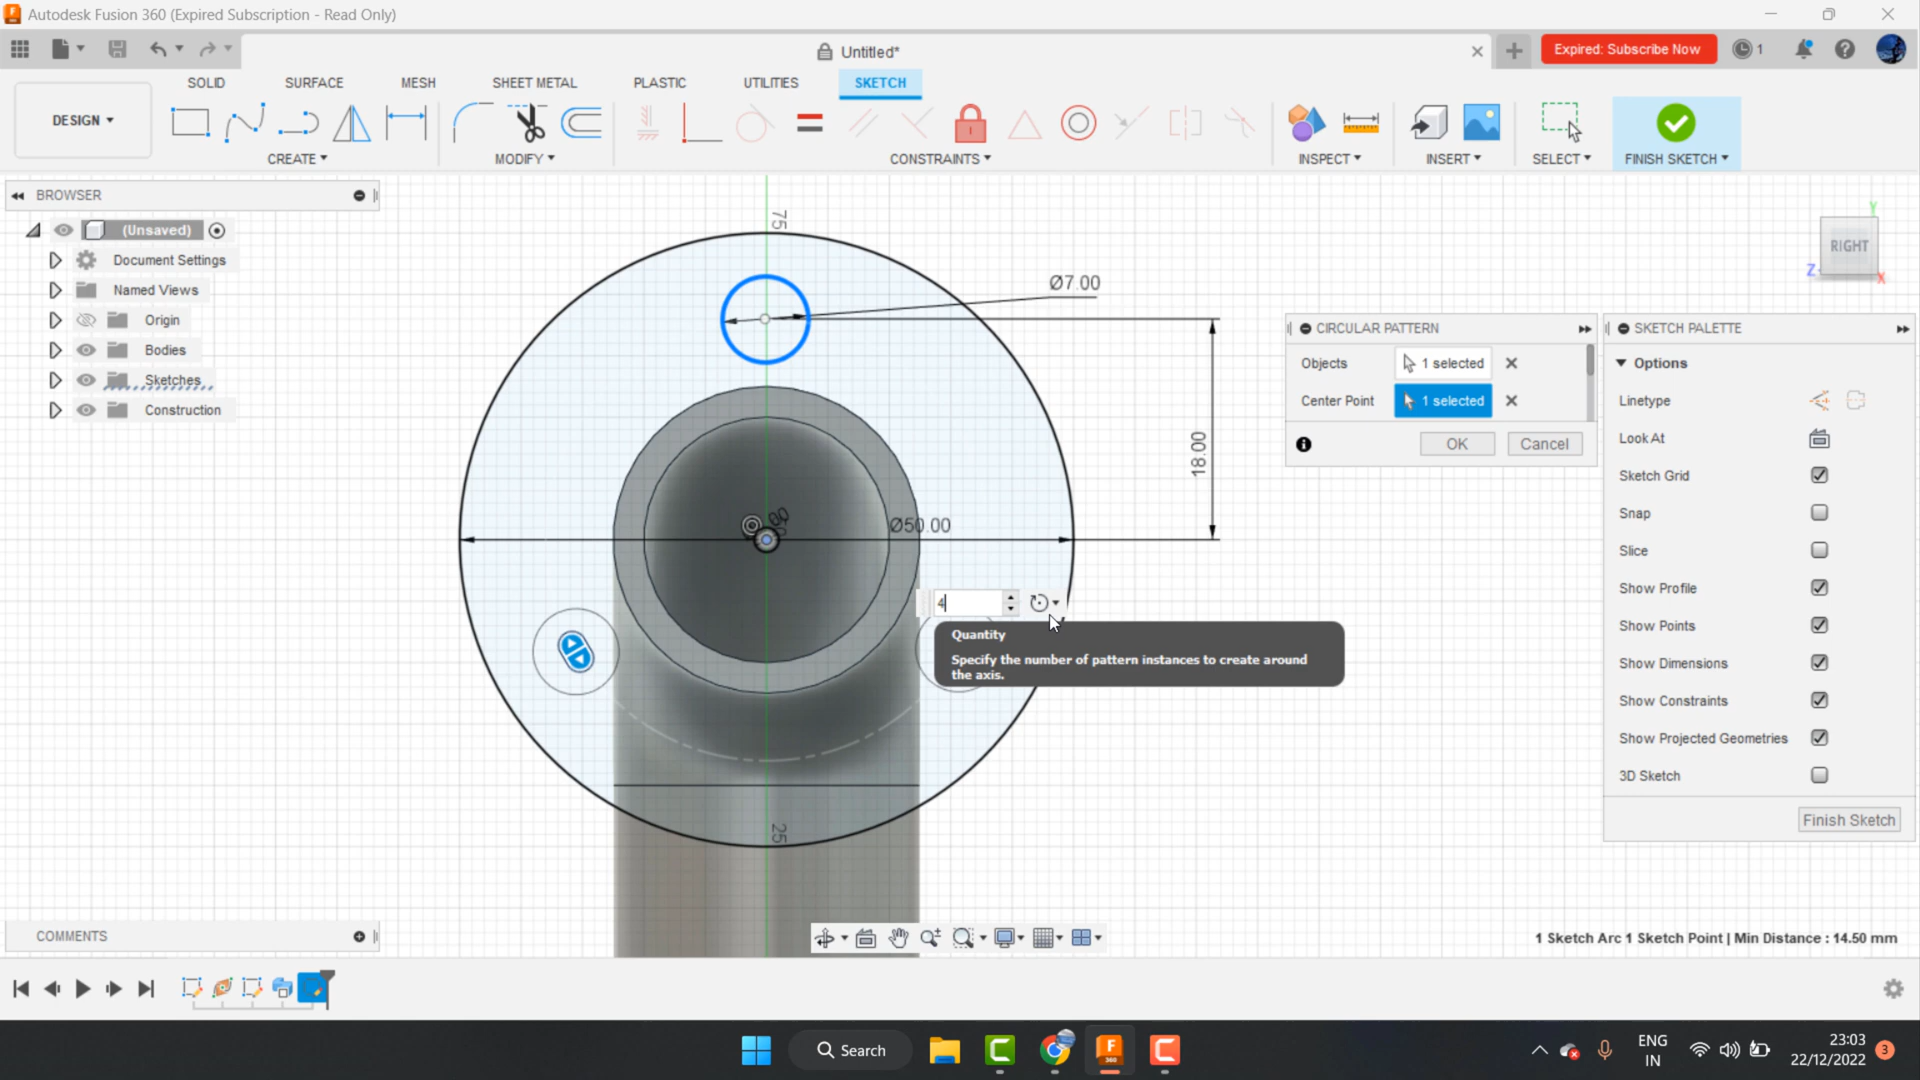 Autodesk Fusion 360 (Expired Subscription - Read Only)
Untitled*
Expired: Subscribe Now
1
SOLID
SURFACE
MESH
SHEET METAL
PLASTIC
UTILITIES
SKETCH
DESIGN
CREATE
MODIFY
CONSTRAINTS
INSPECT
INSERT
SELECT
FINISH SKETCH
BROWSER
(Unsaved)
Document Settings
Named Views
Origin
Bodies
Sketches
Construction
75
Ø7.00
18.00
Ø50.00
25
RIGHT
Y
Z
X
CIRCULAR PATTERN
Objects
1 selected
Center Point
1 selected
OK
Cancel
4
Quantity
Specify the number of pattern instances to create around
the axis.
SKETCH PALETTE
Options
Linetype
Look At
Sketch Grid
Snap
Slice
Show Profile
Show Points
Show Dimensions
Show Constraints
Show Projected Geometries
3D Sketch
Finish Sketch
COMMENTS
1 Sketch Arc 1 Sketch Point | Min Distance : 14.50 mm
Search
F
360
ENG
IN
23:03
22/12/2022
3